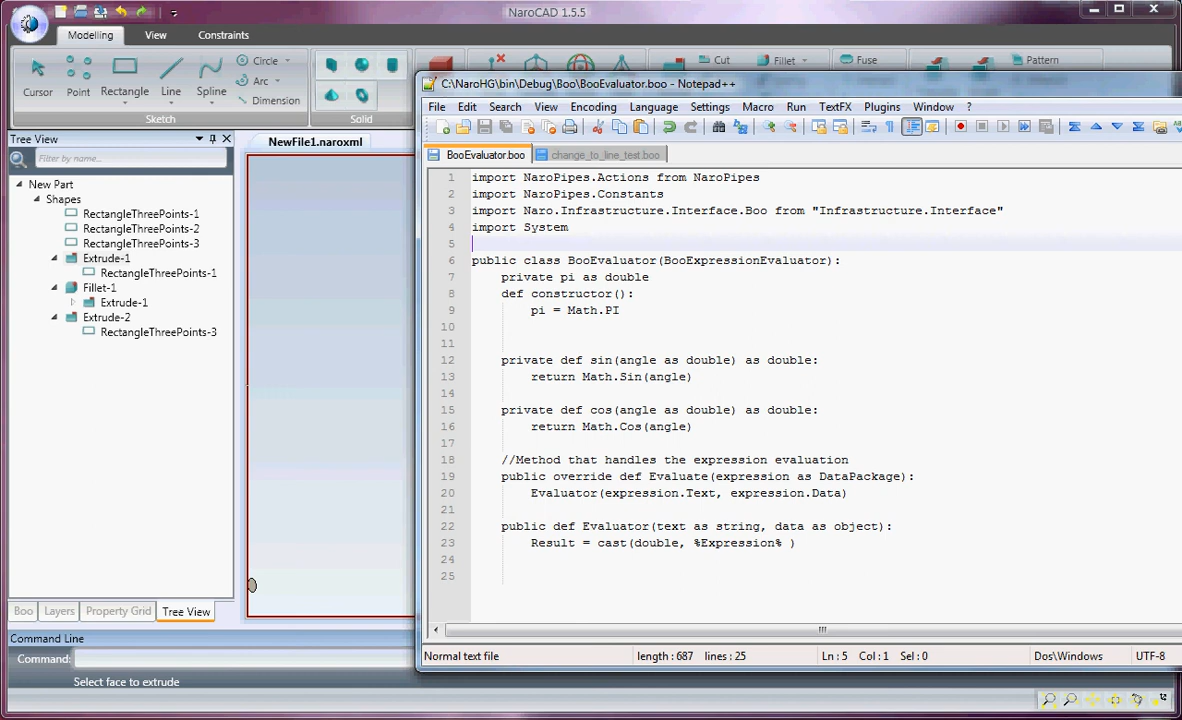 NaroCAD 1.5.5
Modelling View Constraints
Cursor Point Rectangle Line Spline
Circle
Arc
Dimension
Sketch
Solid
Cut Fillet Fuse Pattern
Tree View
Filter by name...
New Part
Shapes
RectangleThreePoints-1
RectangleThreePoints-2
RectangleThreePoints-3
Extrude-1
RectangleThreePoints-1
Fillet-1
Extrude-1
Extrude-2
RectangleThreePoints-3
Boo Layers Property Grid Tree View
NewFile1.naroxml
Command Line
Command:
Select face to extrude
C:\NaroHG\bin\Debug\Boo\BooEvaluator.boo - Notepad++
File Edit Search View Encoding Language Settings Macro Run TextFX Plugins Window ?
BooEvaluator.boo change_to_line_test.boo
1 import NaroPipes.Actions from NaroPipes
2 import NaroPipes.Constants
3 import Naro.Infrastructure.Interface.Boo from "Infrastructure.Interface"
4 import System
5
6 public class BooEvaluator(BooExpressionEvaluator):
7 private pi as double
8 def constructor():
9 pi = Math.PI
10
11
12 private def sin(angle as double) as double:
13 return Math.Sin(angle)
14
15 private def cos(angle as double) as double:
16 return Math.Cos(angle)
17
18 //Method that handles the expression evaluation
19 public override def Evaluate(expression as DataPackage):
20 Evaluator(expression.Text, expression.Data)
21
22 public def Evaluator(text as string, data as object):
23 Result = cast(double, %Expression% )
24
25
Normal text file length : 687 lines : 25 Ln : 5 Col : 1 Sel : 0 Dos\Windows UTF-8